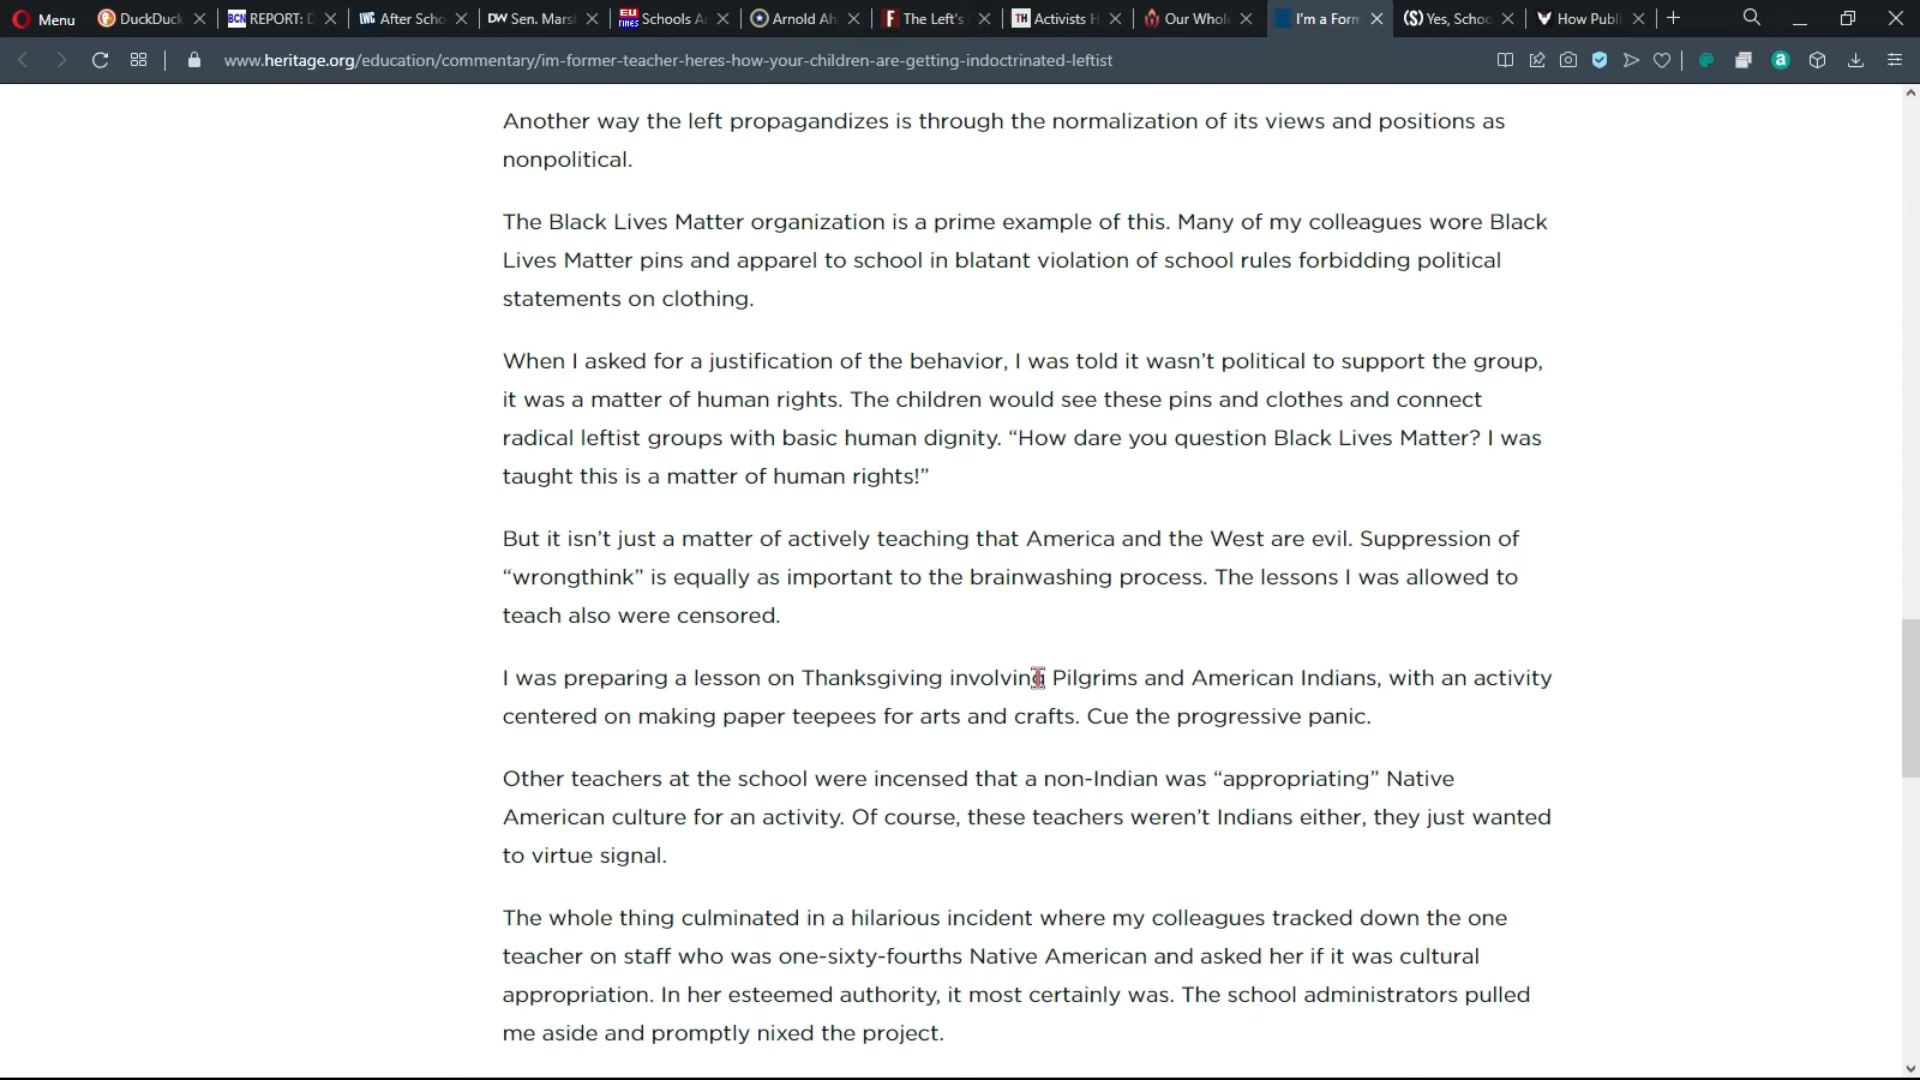 Menu DuckDuck BCN REPORT: D IWG After Scho DW Sen. Mars EU TIMES Schools A Arnold Ah F The Left's TH Activists H Our Whol I'm a Form (S) Yes, Schoo How Publi
www.heritage.org/education/commentary/im-former-teacher-heres-how-your-children-are-getting-indoctrinated-leftist
Another way the left propagandizes is through the normalization of its views and positions as
nonpolitical.
The Black Lives Matter organization is a prime example of this. Many of my colleagues wore Black
Lives Matter pins and apparel to school in blatant violation of school rules forbidding political
statements on clothing.
When I asked for a justification of the behavior, I was told it wasn’t political to support the group,
it was a matter of human rights. The children would see these pins and clothes and connect
radical leftist groups with basic human dignity. “How dare you question Black Lives Matter? I was
taught this is a matter of human rights!”
But it isn’t just a matter of actively teaching that America and the West are evil. Suppression of
“wrongthink” is equally as important to the brainwashing process. The lessons I was allowed to
teach also were censored.
I was preparing a lesson on Thanksgiving involving Pilgrims and American Indians, with an activity
centered on making paper teepees for arts and crafts. Cue the progressive panic.
Other teachers at the school were incensed that a non-Indian was “appropriating” Native
American culture for an activity. Of course, these teachers weren’t Indians either, they just wanted
to virtue signal.
The whole thing culminated in a hilarious incident where my colleagues tracked down the one
teacher on staff who was one-sixty-fourths Native American and asked her if it was cultural
appropriation. In her esteemed authority, it most certainly was. The school administrators pulled
me aside and promptly nixed the project.